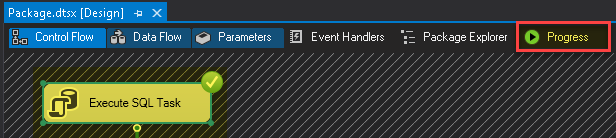 Package.dtsx [Design]
Control Flow Data Flow Parameters Event Handlers Package Explorer Progress
Execute SQL Task